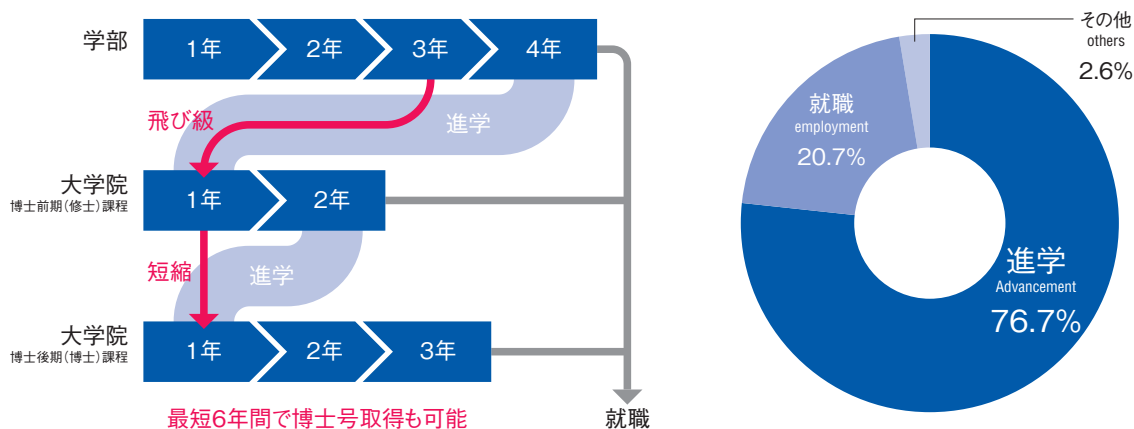 学部
1年
2年
3年
4年
飛び級
進学
大学院
博士前期(修士)課程
1年
2年
短縮
進学
大学院
博士後期(博士)課程
1年
2年
3年
最短6年間で博士号取得も可能
就職
その他
others
2.6%
就職
employment
20.7%
進学
Advancement
76.7%